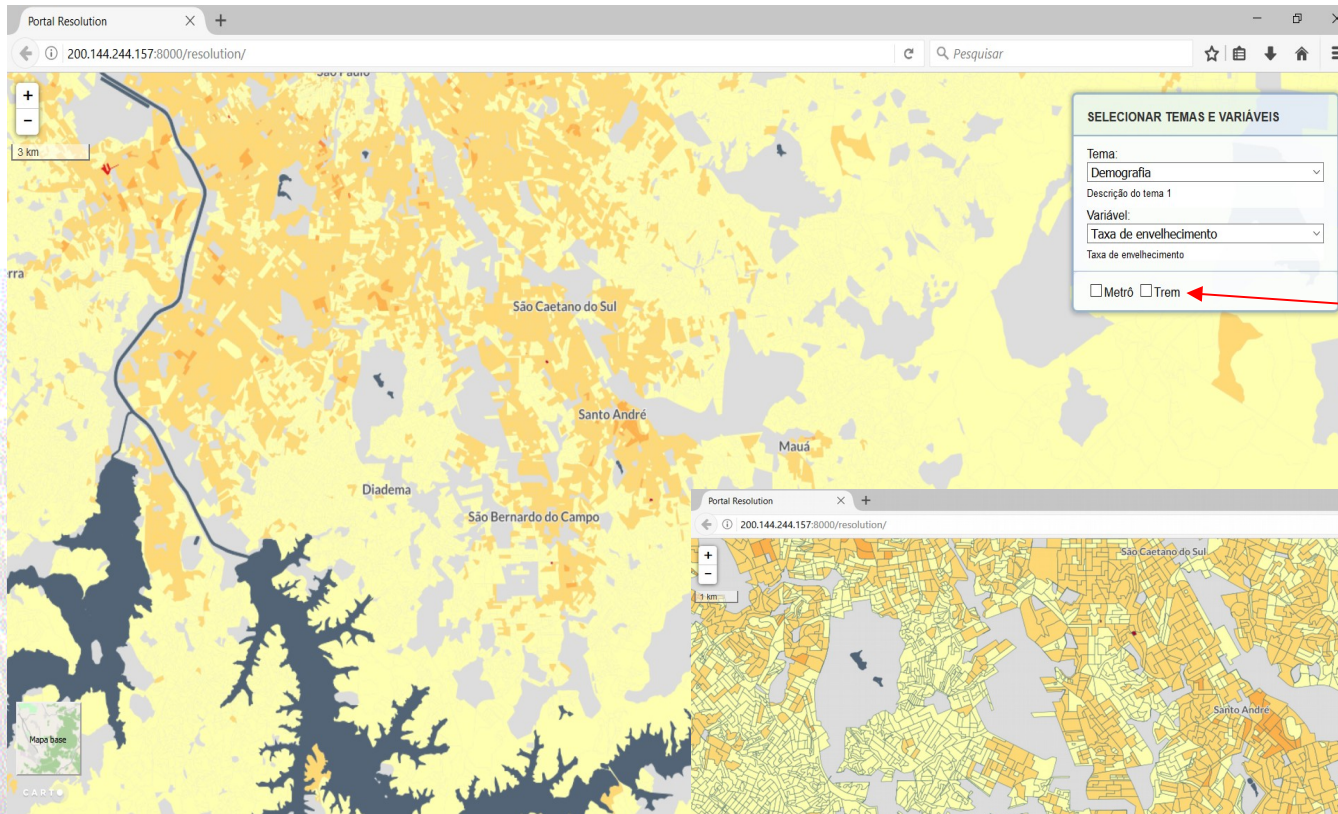 Portal Resolution
200.144.244.157:8000/resolution/
Pesquisar
+
−
3 km
São Paulo
rra
São Caetano do Sul
Santo André
Mauá
Diadema
São Bernardo do Campo
Mapa base
CARTO
SELECIONAR TEMAS E VARIÁVEIS
Tema:
Demografia
Descrição do tema 1
Variável:
Taxa de envelhecimento
Taxa de envelhecimento
Metrô Trem
Portal Resolution
200.144.244.157:8000/resolution/
+
−
1 km
São Caetano do Sul
Santo André